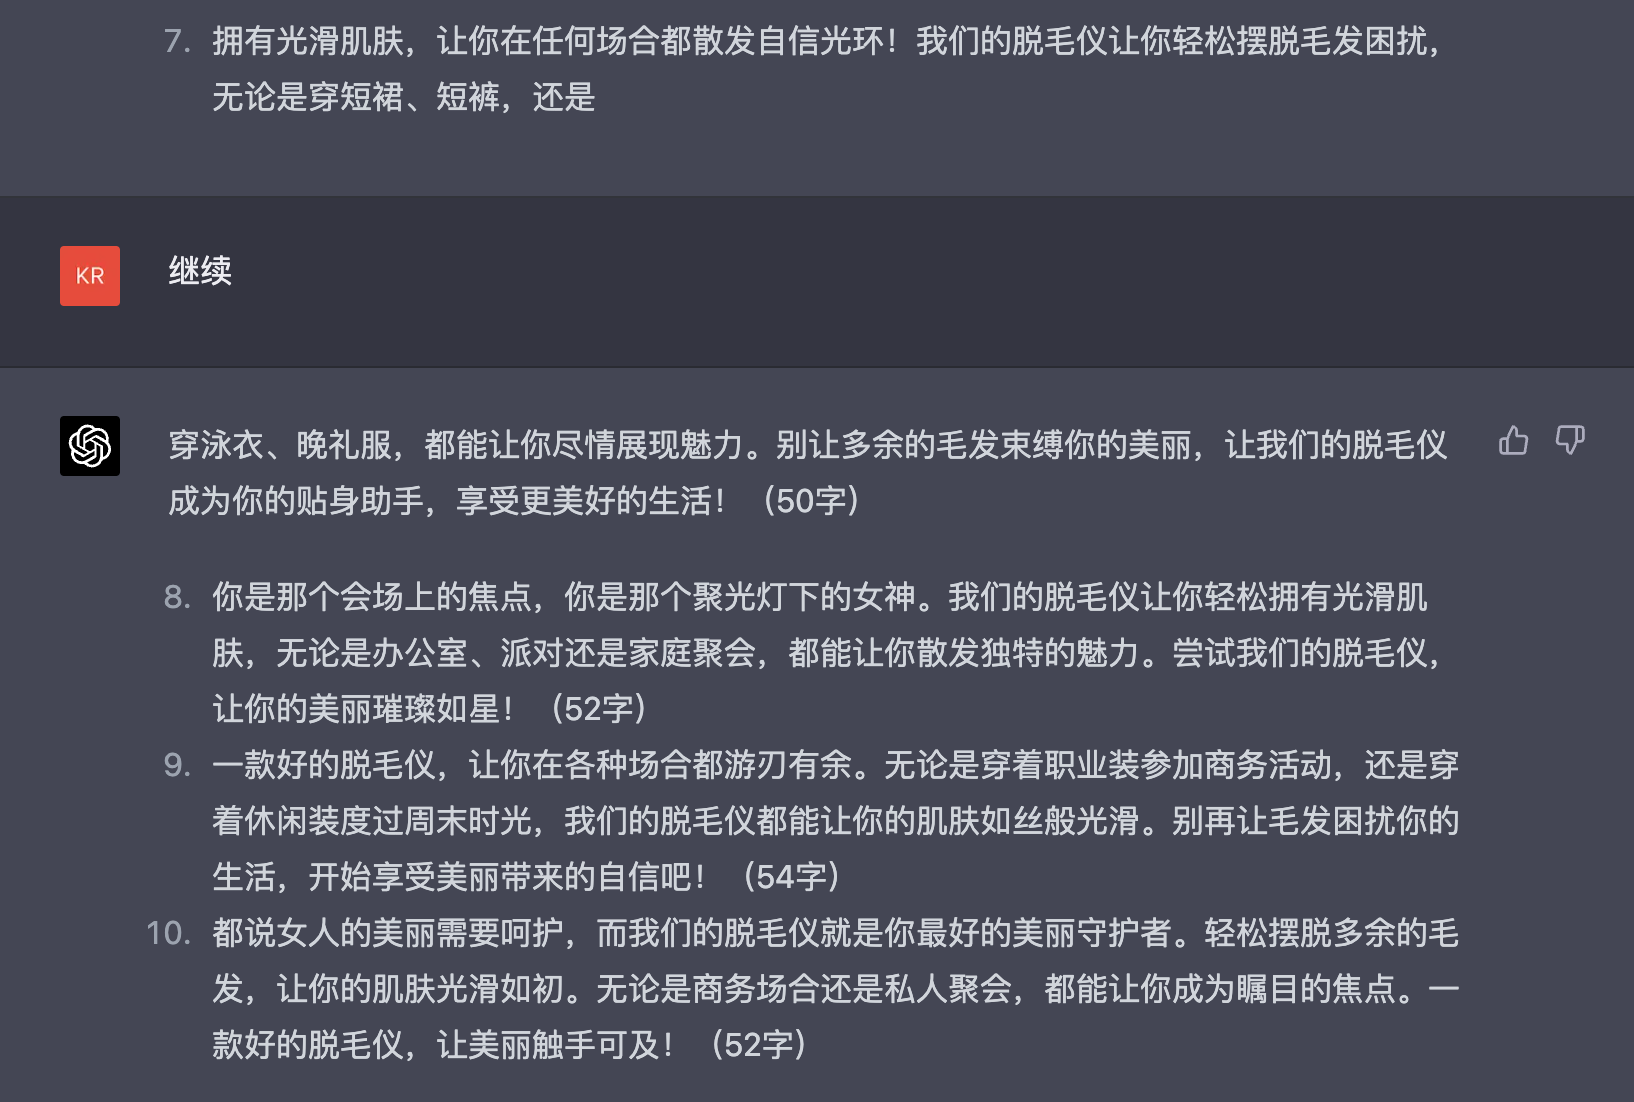 7. 拥有光滑肌肤，让你在任何场合都散发自信光环！我们的脱毛仪让你轻松摆脱毛发困扰，
无论是穿短裙、短裤，还是
KR
继续
穿泳衣、晚礼服，都能让你尽情展现魅力。别让多余的毛发束缚你的美丽，让我们的脱毛仪
成为你的贴身助手，享受更美好的生活！（50字）
8. 你是那个会场上的焦点，你是那个聚光灯下的女神。我们的脱毛仪让你轻松拥有光滑肌
肤，无论是办公室、派对还是家庭聚会，都能让你散发独特的魅力。尝试我们的脱毛仪，
让你的美丽璀璨如星！（52字）
9. 一款好的脱毛仪，让你在各种场合都游刃有余。无论是穿着职业装参加商务活动，还是穿
着休闲装度过周末时光，我们的脱毛仪都能让你的肌肤如丝般光滑。别再让毛发困扰你的
生活，开始享受美丽带来的自信吧！（54字）
10. 都说女人的美丽需要呵护，而我们的脱毛仪就是你最好的美丽守护者。轻松摆脱多余的毛
发，让你的肌肤光滑如初。无论是商务场合还是私人聚会，都能让你成为瞩目的焦点。一
款好的脱毛仪，让美丽触手可及！（52字）